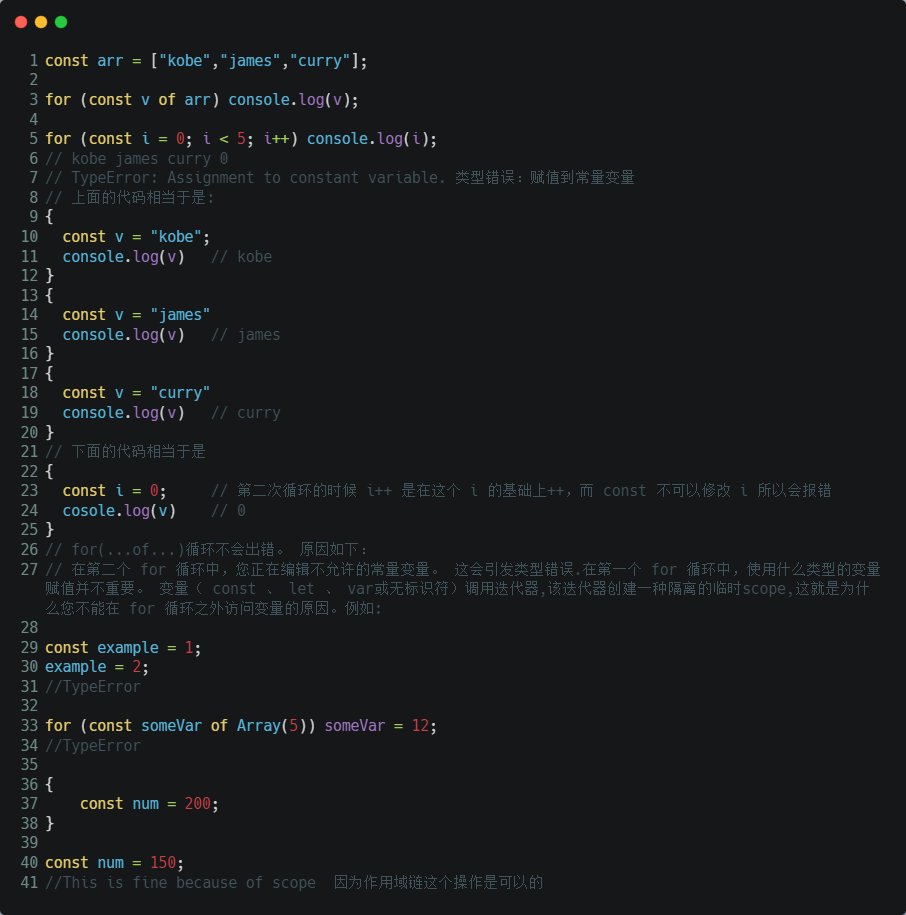 1 const arr = ["kobe","james","curry"];
2
3 for (const v of arr) console.log(v);
4
5 for (const i = 0; i < 5; i++) console.log(i);
6 // kobe james curry 0
7 // TypeError: Assignment to constant variable. 类型错误：赋值到常量变量
8 // 上面的代码相当于是:
9 {
10   const v = "kobe";
11   console.log(v)   // kobe
12 }
13 {
14   const v = "james"
15   console.log(v)   // james
16 }
17 {
18   const v = "curry"
19   console.log(v)   // curry
20 }
21 // 下面的代码相当于是
22 {
23   const i = 0;     // 第二次循环的时候 i++ 是在这个 i 的基础上++，而 const 不可以修改 i 所以会报错
24   cosole.log(v)    // 0
25 }
26 // for(...of...)循环不会出错。 原因如下：
27 // 在第二个 for 循环中，您正在编辑不允许的常量变量。 这会引发类型错误.在第一个 for 循环中，使用什么类型的变量
赋值并不重要。 变量（ const 、 let 、 var或无标识符）调用迭代器,该迭代器创建一种隔离的临时scope,这就是为什
么您不能在 for 循环之外访问变量的原因。例如:
28
29 const example = 1;
30 example = 2;
31 //TypeError
32
33 for (const someVar of Array(5)) someVar = 12;
34 //TypeError
35
36 {
37     const num = 200;
38 }
39
40 const num = 150;
41 //This is fine because of scope  因为作用域链这个操作是可以的